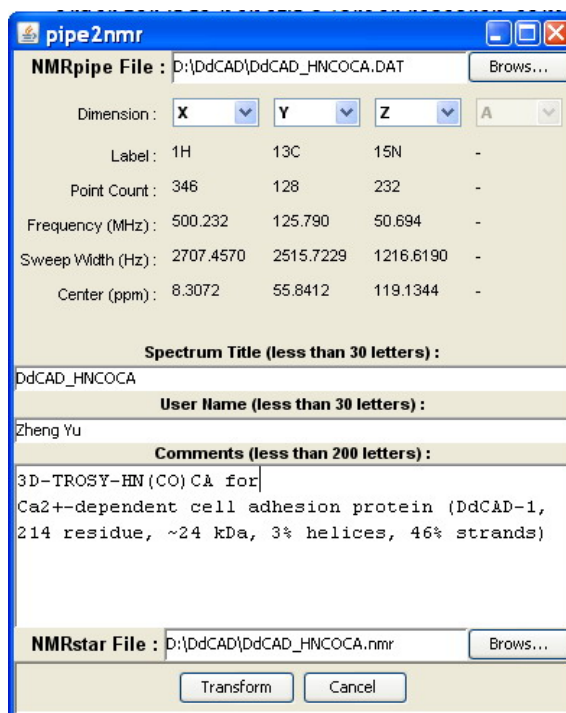 pipe2nmr
NMRpipe File : D:\DdCAD\DdCAD_HNCOCA.DAT Brows...
Dimension : X Y Z A
Label : 1H 13C 15N -
Point Count : 346 128 232 -
Frequency (MHz) : 500.232 125.790 50.694 -
Sweep Width (Hz) : 2707.4570 2515.7229 1216.6190 -
Center (ppm) : 8.3072 55.8412 119.1344 -
Spectrum Title (less than 30 letters) :
DdCAD_HNCOCA
User Name (less than 30 letters) :
Zheng Yu
Comments (less than 200 letters) :
3D-TROSY-HN(CO)CA for
Ca2+-dependent cell adhesion protein (DdCAD-1,
214 residue, ~24 kDa, 3% helices, 46% strands)
NMRstar File : D:\DdCAD\DdCAD_HNCOCA.nmr Brows...
Transform Cancel